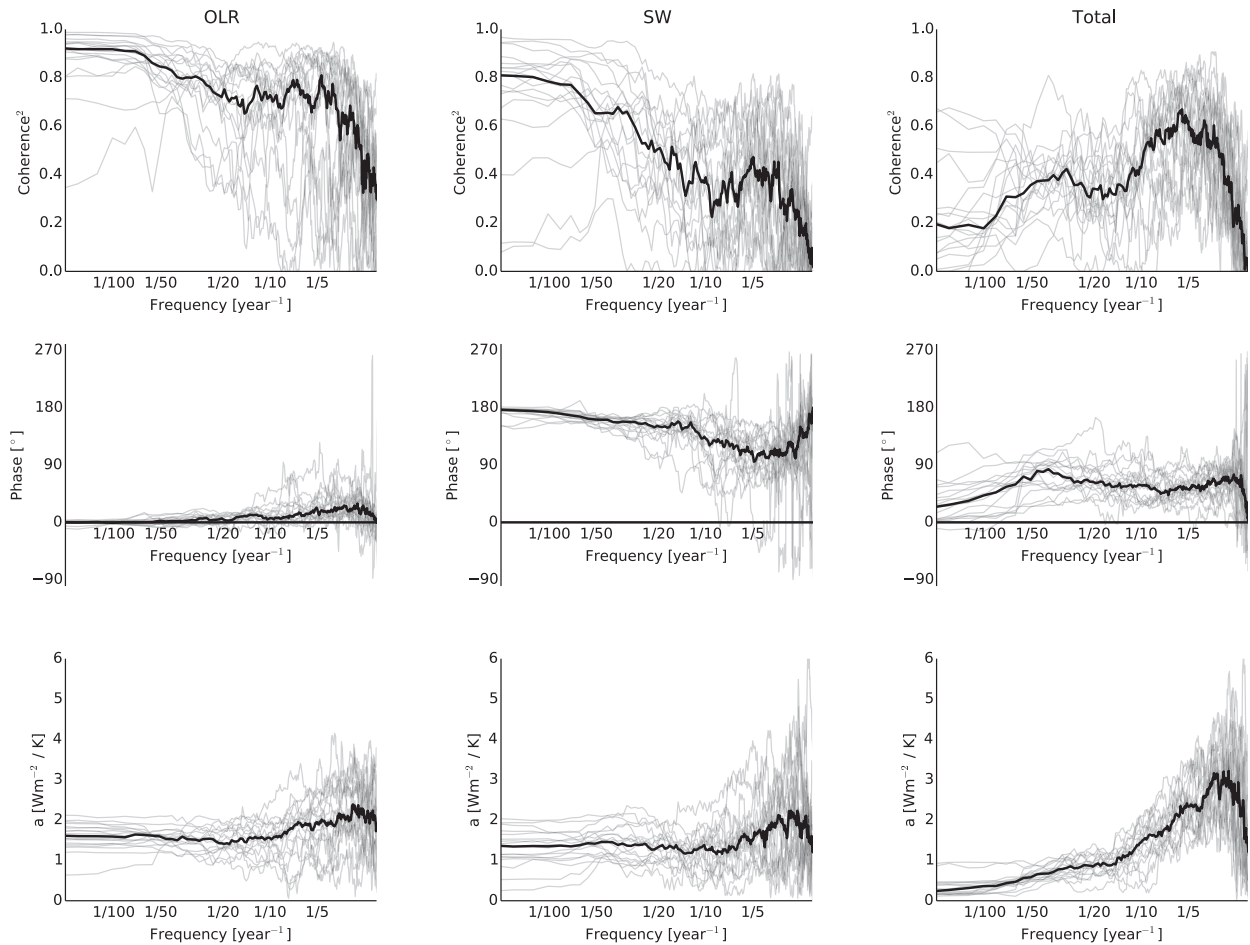 OLR SW Total
1.0 1.0 1.0
0.8 0.8 0.8
0.6 0.6 0.6
Coherence² Coherence² Coherence²
0.4 0.4 0.4
0.2 0.2 0.2
0.0 0.0 0.0
1/100 1/50 1/20 1/10 1/5 1/100 1/50 1/20 1/10 1/5 1/100 1/50 1/20 1/10 1/5
Frequency [year⁻¹] Frequency [year⁻¹] Frequency [year⁻¹]
270 270 270
180 180 180
Phase [°] Phase [°] Phase [°]
90 90 90
0 0 0
1/100 1/50 1/20 1/10 1/5 1/100 1/50 1/20 1/10 1/5 1/100 1/50 1/20 1/10 1/5
Frequency [year⁻¹] Frequency [year⁻¹] Frequency [year⁻¹]
−90 −90 −90
6 6 6
5 5 5
4 4 4
a [Wm⁻² / K] a [Wm⁻² / K] a [Wm⁻² / K]
3 3 3
2 2 2
1 1 1
0 0 0
1/100 1/50 1/20 1/10 1/5 1/100 1/50 1/20 1/10 1/5 1/100 1/50 1/20 1/10 1/5
Frequency [year⁻¹] Frequency [year⁻¹] Frequency [year⁻¹]